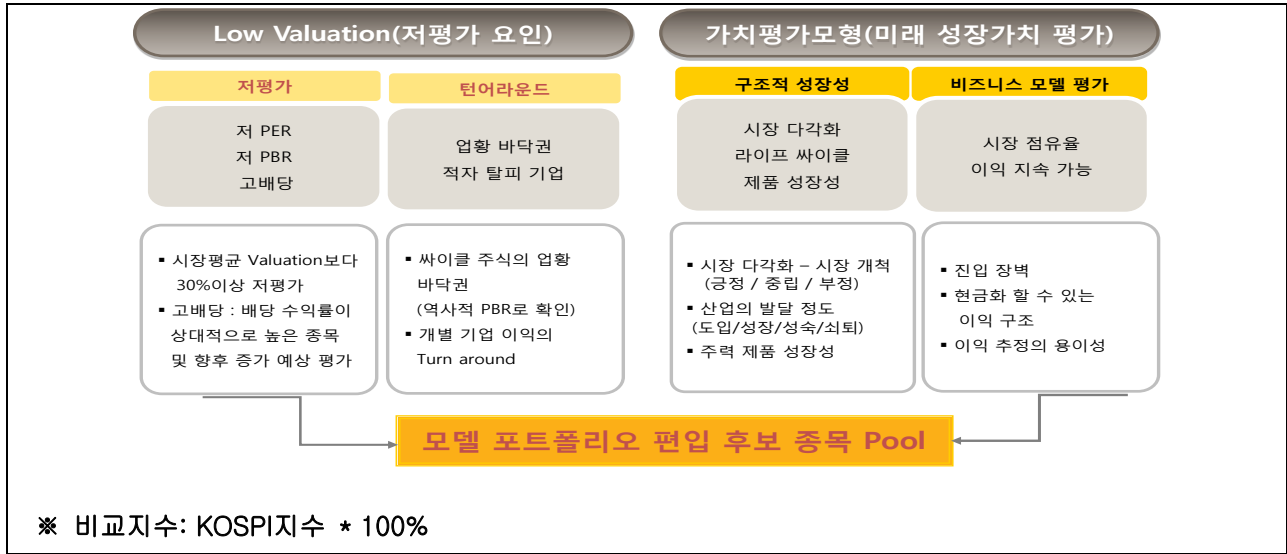 Low Valuation(저평가 요인)
저평가
저 PER
저 PBR
고배당
▪ 시장평균 Valuation보다
30%이상 저평가
▪ 고배당 : 배당 수익률이
상대적으로 높은 종목
및 향후 증가 예상 평가
턴어라운드
업황 바닥권
적자 탈피 기업
▪ 싸이클 주식의 업황
바닥권
(역사적 PBR로 확인)
▪ 개별 기업 이익의
Turn around
가치평가모형(미래 성장가치 평가)
구조적 성장성
시장 다각화
라이프 싸이클
제품 성장성
▪ 시장 다각화 – 시장 개척
(긍정 / 중립 / 부정)
▪ 산업의 발달 정도
(도입/성장/성숙/쇠퇴)
▪ 주력 제품 성장성
비즈니스 모델 평가
시장 점유율
이익 지속 가능
▪ 진입 장벽
▪ 현금화 할 수 있는
이익 구조
▪ 이익 추정의 용이성
모델 포트폴리오 편입 후보 종목 Pool
※ 비교지수: KOSPI지수 * 100%